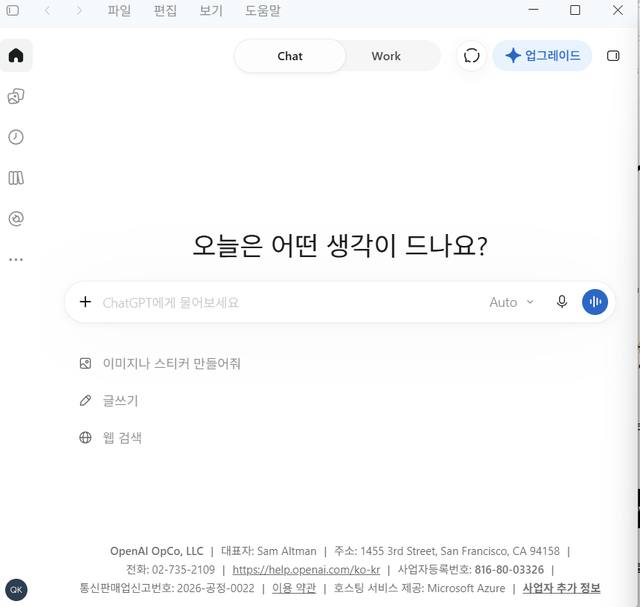 파일 편집 보기 도움말
Chat Work 업그레이드
오늘은 어떤 생각이 드나요?
ChatGPT에게 물어보세요 Auto
이미지나 스티커 만들어줘
글쓰기
웹 검색
OpenAI OpCo, LLC | 대표자: Sam Altman | 주소: 1455 3rd Street, San Francisco, CA 94158 |
전화: 02-735-2109 | https://help.openai.com/ko-kr | 사업자등록번호: 816-80-03326 |
통신판매업신고번호: 2026-공정-0022 | 이용 약관 | 호스팅 서비스 제공: Microsoft Azure | 사업자 추가 정보
QK